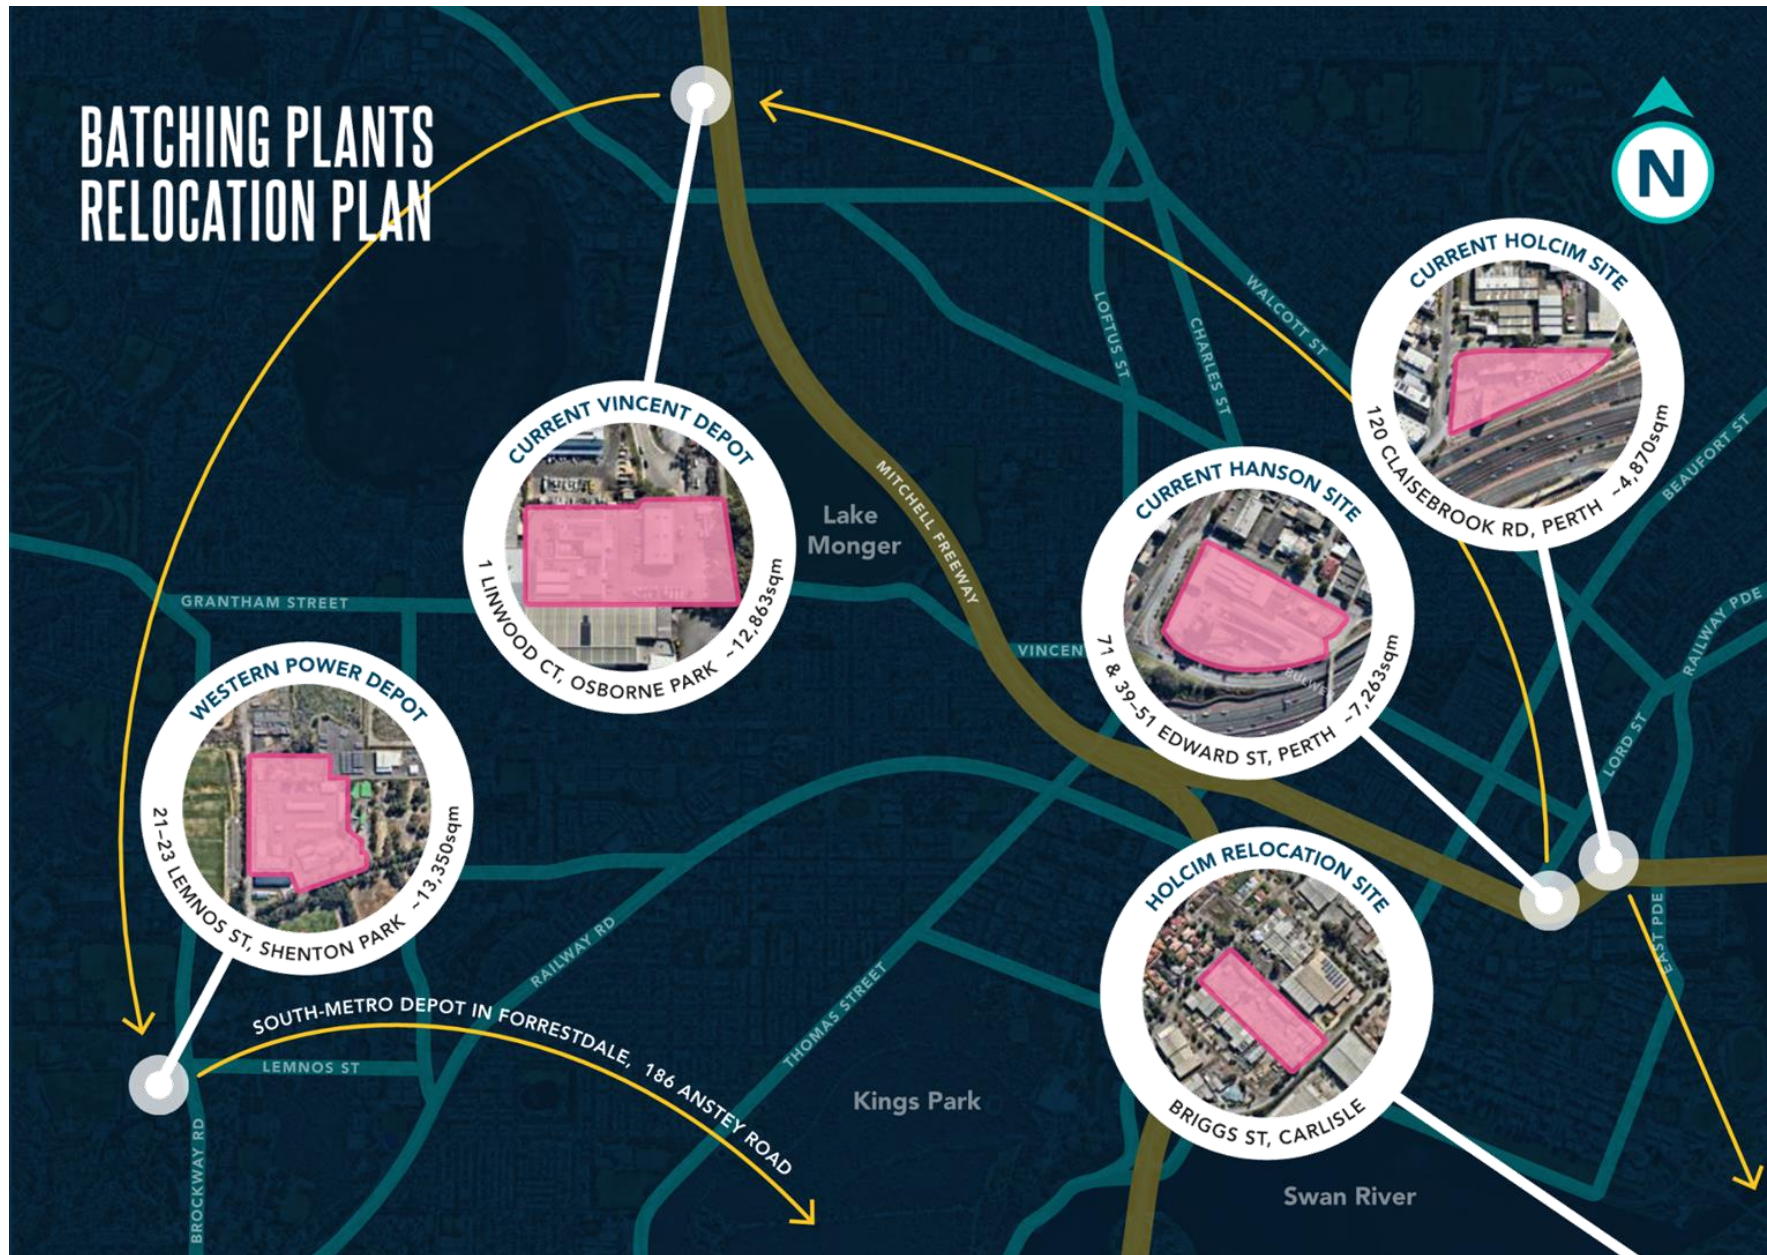 BATCHING PLANTS
RELOCATION PLAN
N
CURRENT HOLCIM SITE
120 CLAISEBROOK RD, PERTH ~4,870sqm
WALCOTT ST
LOFTUS ST
CHARLES ST
BEAUFORT ST
CURRENT VINCENT DEPOT
1 LINWOOD CT, OSBORNE PARK ~12,863sqm
Lake
Monger
MITCHELL FREEWAY
CURRENT HANSON SITE
71 & 39–51 EDWARD ST, PERTH ~7,263sqm
GRANTHAM STREET
VINCEN
RAILWAY PDE
WESTERN POWER DEPOT
21–23 LEMNOS ST, SHENTON PARK ~13,350sqm
LORD ST
HOLCIM RELOCATION SITE
BRIGGS ST, CARLISLE
EAST PDE
RAILWAY RD
THOMAS STREET
SOUTH-METRO DEPOT IN FORRESTDALE, 186 ANSTEY ROAD
LEMNOS ST
Kings Park
BROCKWAY RD
Swan River